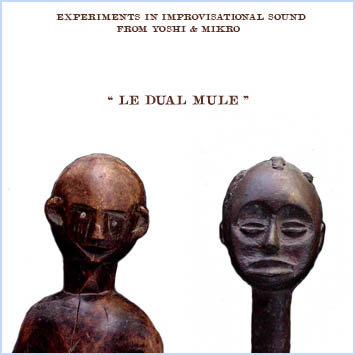 EXPERIMENTS IN IMPROVISATIONAL SOUND
FROM YOSHI & MIKRO
“ LE DUAL MULE ”